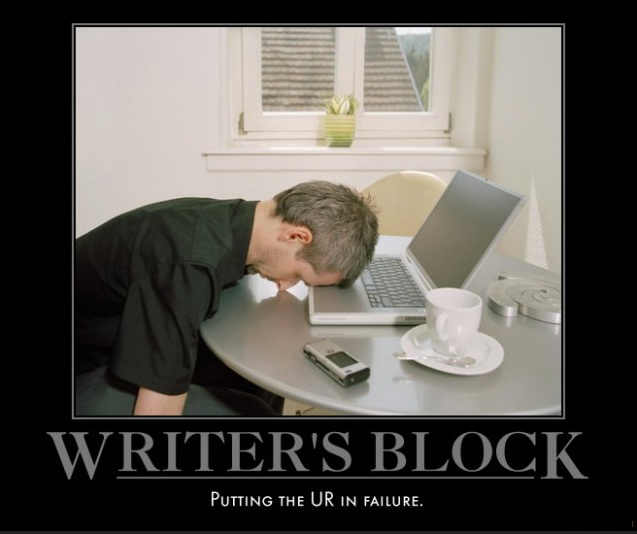 WRITER'S BLOCK
PUTTING THE UR IN FAILURE.